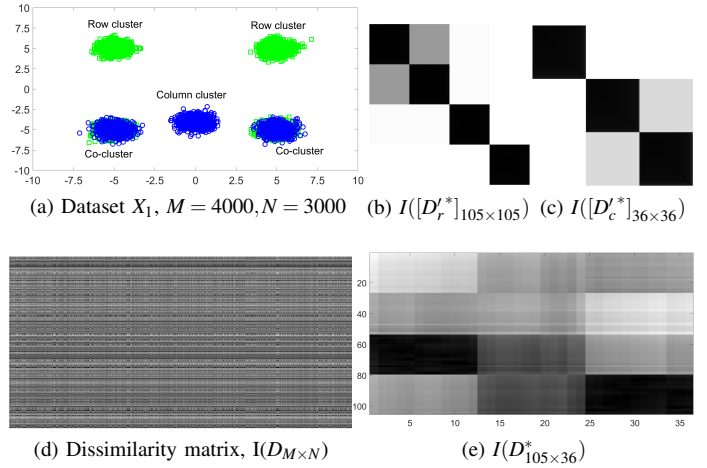 10
7.5
5
2.5
0
-2.5
-5
-7.5
-10
-10 -7.5 -5 -2.5 0 2.5 5 7.5 10
Row cluster
Row cluster
Column cluster
Co-cluster
Co-cluster
(a) Dataset X₁, M = 4000, N = 3000
(b) I([D′ᵣ*]₁₀₅×₁₀₅)
(c) I([D′c*]₃₆×₃₆)
(d) Dissimilarity matrix, I(D_{M×N})
20
40
60
80
100
5 10 15 20 25 30 35
(e) I(D*₁₀₅×₃₆)